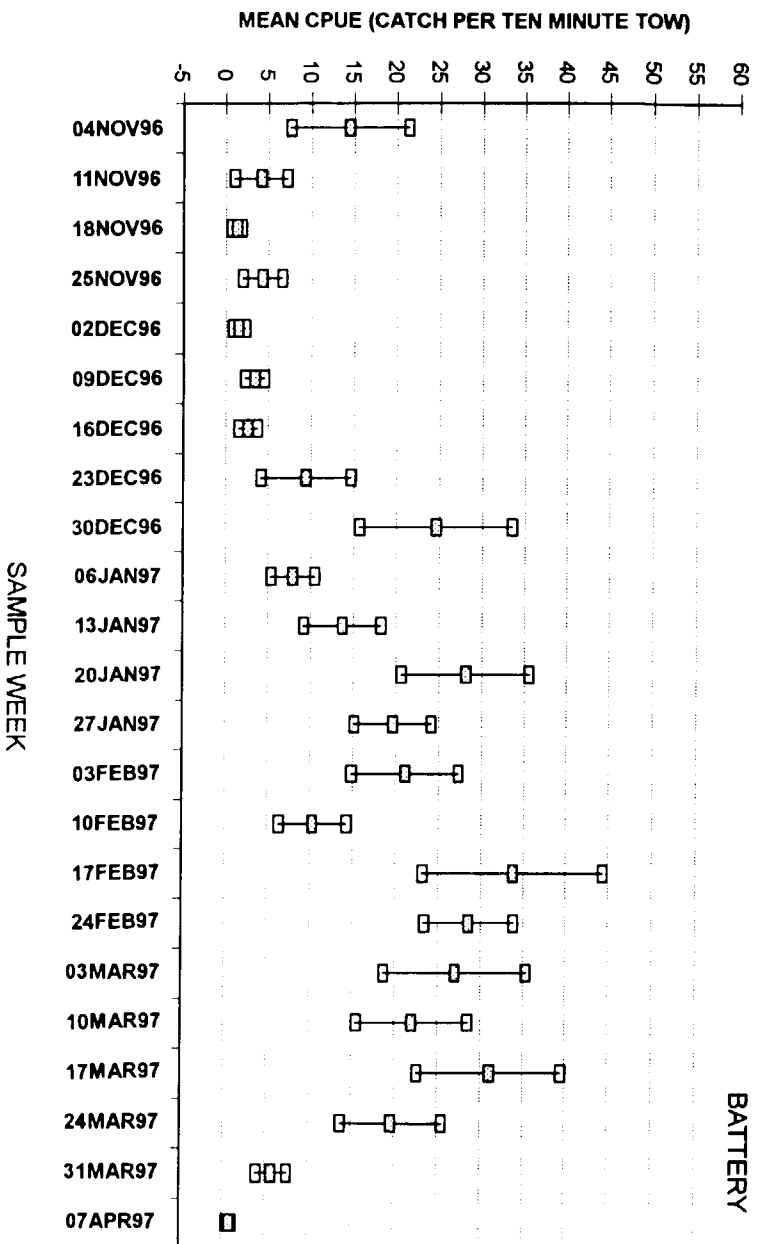 BATTERY
MEAN CPUE (CATCH PER TEN MINUTE TOW)
60
55
50
45
40
35
30
25
20
15
10
5
0
-5
04NOV96
11NOV96
18NOV96
25NOV96
02DEC96
09DEC96
16DEC96
23DEC96
30DEC96
06JAN97
13JAN97
20JAN97
27JAN97
03FEB97
10FEB97
17FEB97
24FEB97
03MAR97
10MAR97
17MAR97
24MAR97
31MAR97
07APR97
SAMPLE WEEK